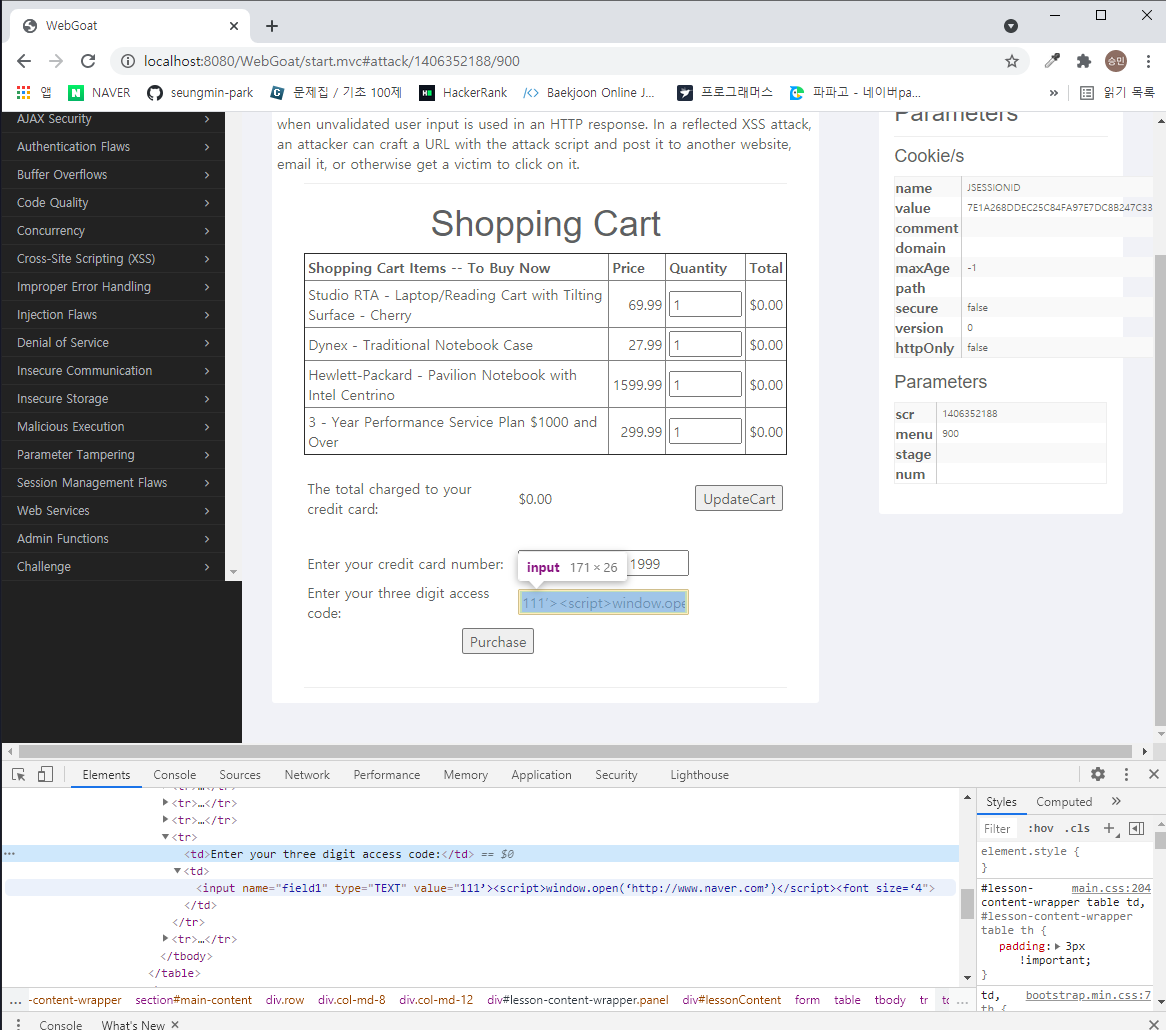 WebGoat
localhost:8080/WebGoat/start.mvc#attack/1406352188/900
승민
앱 NAVER seungmin-park 문제집 / 기초 100제 HackerRank Baekjoon Online J... 프로그래머스 파파고 - 네이버pa... » 읽기 목록
AJAX Security
Authentication Flaws
Buffer Overflows
Code Quality
Concurrency
Cross-Site Scripting (XSS)
Improper Error Handling
Injection Flaws
Denial of Service
Insecure Communication
Insecure Storage
Malicious Execution
Parameter Tampering
Session Management Flaws
Web Services
Admin Functions
Challenge
when unvalidated user input is used in an HTTP response. In a reflected XSS attack,
an attacker can craft a URL with the attack script and post it to another website,
email it, or otherwise get a victim to click on it.
Shopping Cart
Shopping Cart Items -- To Buy Now Price Quantity Total
Studio RTA - Laptop/Reading Cart with Tilting
Surface - Cherry 69.99 1 $0.00
Dynex - Traditional Notebook Case 27.99 1 $0.00
Hewlett-Packard - Pavilion Notebook with
Intel Centrino 1599.99 1 $0.00
3 - Year Performance Service Plan $1000 and
Over 299.99 1 $0.00
The total charged to your
credit card: $0.00 UpdateCart
Enter your credit card number: 1999
input 171 × 26
Enter your three digit access
code: 111’><script>window.ope
Purchase
Parameters
Cookie/s
name JSESSIONID
value 7E1A268DDEC25C84FA97E7DC8B247C33
comment
domain
maxAge -1
path
secure false
version 0
httpOnly false
Parameters
scr 1406352188
menu 900
stage
num
Elements Console Sources Network Performance Memory Application Security Lighthouse
<tr>…</tr>
<tr>…</tr>
<tr>…</tr>
<tr>
<td>Enter your three digit access code:</td> == $0
<td>
<input name="field1" type="TEXT" value="111’><script>window.open(‘http://www.naver.com’)</script><font size=‘4">
</td>
</tr>
<tr>…</tr>
</tbody>
</table>
... -content-wrapper section#main-content div.row div.col-md-8 div.col-md-12 div#lesson-content-wrapper.panel div#lessonContent form table tbody tr ...
Console What's New
Styles Computed »
Filter :hov .cls +
element.style {
}
#lesson- main.css:204
content-wrapper table td,
#lesson-content-wrapper
table th {
padding: 3px
!important;
}
td, bootstrap.min.css:7
th {